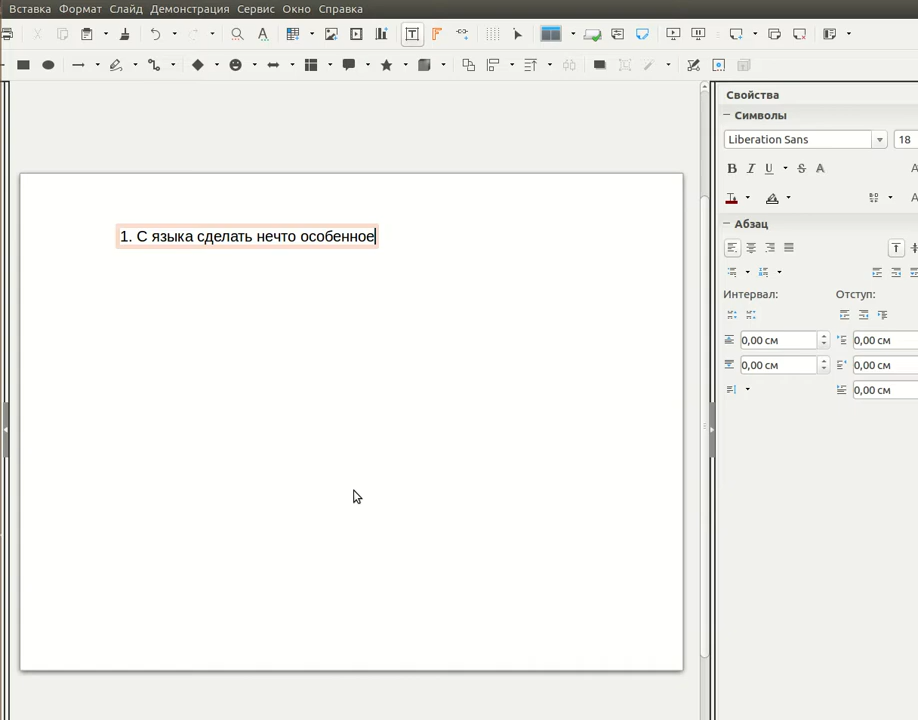 Вставка Формат Слайд Демонстрация Сервис Окно Справка
Свойства
Символы
Liberation Sans 18
B I U S A
Абзац
Интервал: Отступ:
0,00 см 0,00 см
0,00 см 0,00 см
0,00 см
1. С языка сделать нечто особенное